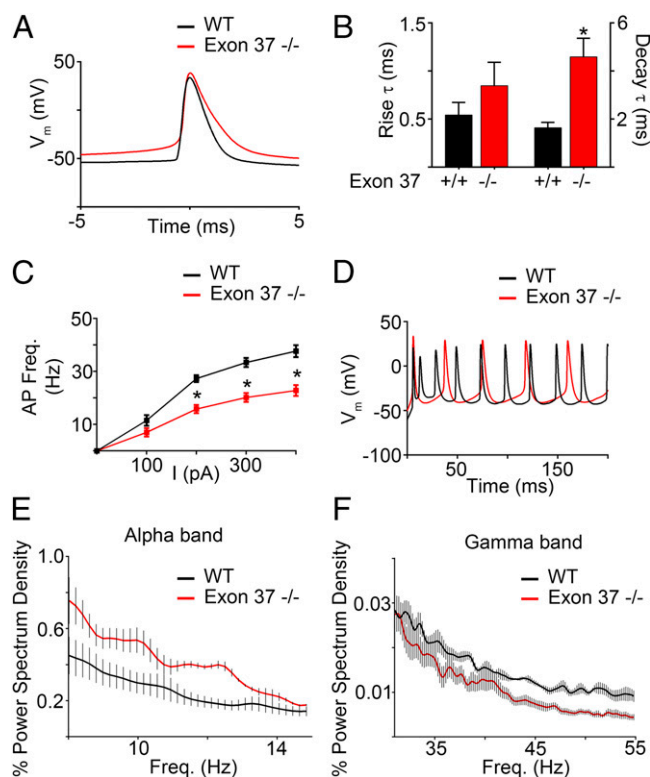 A
WT
Exon 37 -/-
50
-50
Vm (mV)
-5
0
5
Time (ms)
B
1.5
0.5
Rise τ (ms)
*
6
2
Decay τ (ms)
Exon 37 +/+ -/- +/+ -/-
C
WT
Exon 37 -/-
50
30
10
AP Freq. (Hz)
* * *
100 300
I (pA)
D
WT
Exon 37 -/-
50
0
-50
-100
Vm (mV)
50 150
Time (ms)
E
Alpha band
WT
Exon 37 -/-
1.0
0.6
0.2
% Power Spectrum Density
10 14
Freq. (Hz)
F
Gamma band
WT
Exon 37 -/-
0.03
0.01
% Power Spectrum Density
35 45 55
Freq. (Hz)